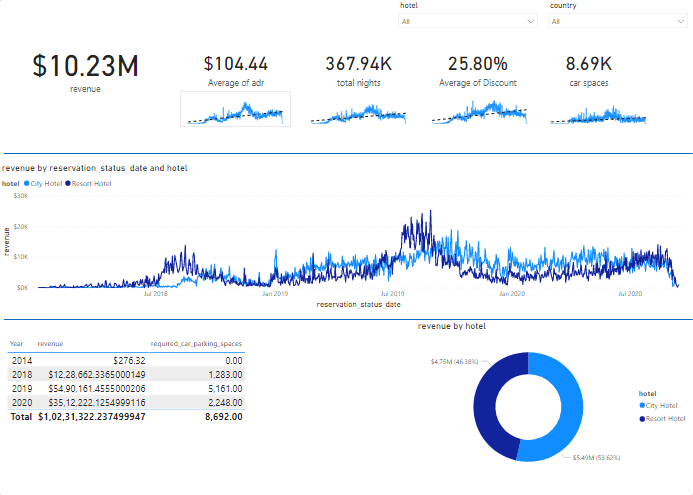 hotel
All
country
All
$10.23M
revenue
$104.44
Average of adr
367.94K
total nights
25.80%
Average of Discount
8.69K
car spaces
revenue by reservation_status_date and hotel
hotel City Hotel Resort Hotel
revenue
$30K
$20K
$10K
$0K
Jul 2018 Jan 2019 Jul 2019 Jan 2020 Jul 2020
reservation_status_date
Year revenue required_car_parking_spaces
2014 $276.32 0.00
2018 $12,28,662.3365000149 1,283.00
2019 $54,90,161.4555000206 5,161.00
2020 $35,12,222.1254999116 2,248.00
Total $1,02,31,322.237499947 8,692.00
revenue by hotel
$4.75M (46.38%)
$5.49M (53.62%)
hotel
City Hotel
Resort Hotel